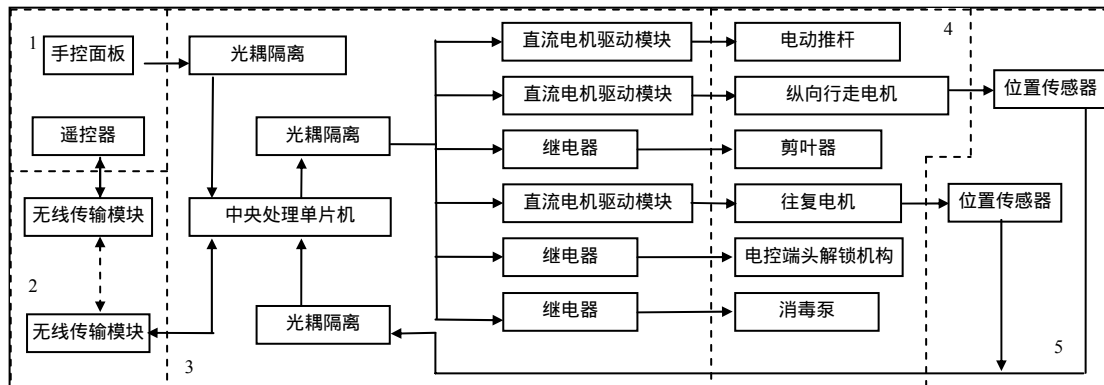 1
手控面板
光耦隔离
直流电机驱动模块
电动推杆
4
直流电机驱动模块
纵向行走电机
位置传感器
遥控器
光耦隔离
继电器
剪叶器
无线传输模块
中央处理单片机
直流电机驱动模块
往复电机
位置传感器
继电器
电控端头解锁机构
2
无线传输模块
光耦隔离
继电器
消毒泵
3
5